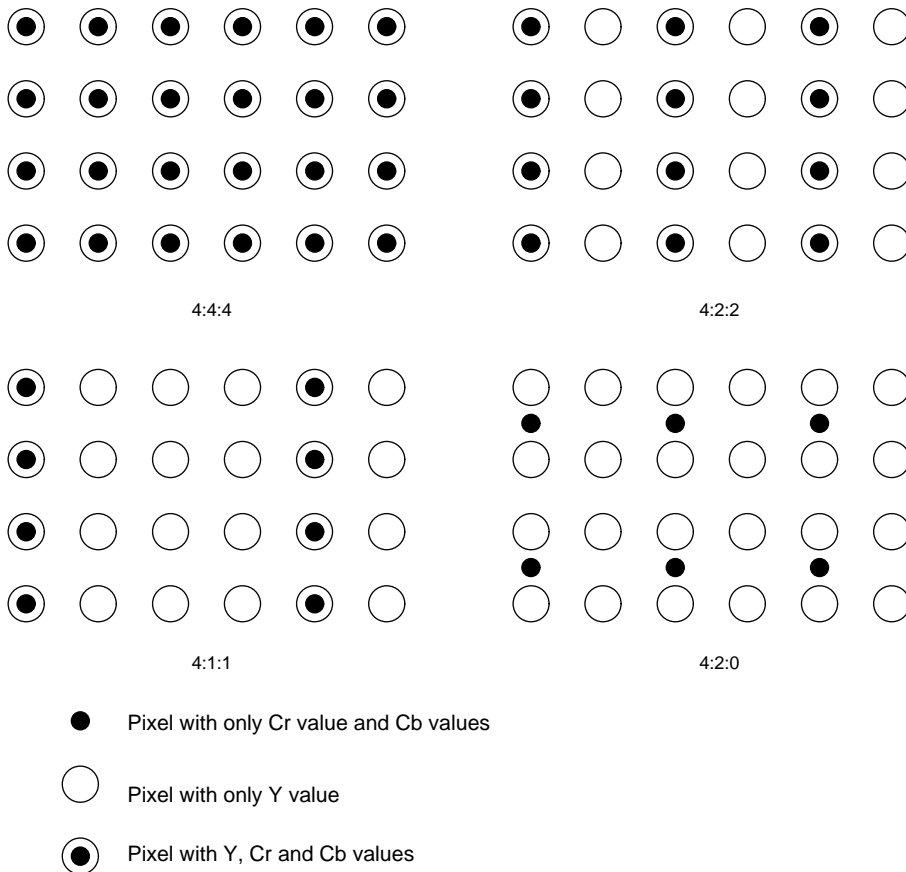 4:4:4
4:2:2
4:1:1
4:2:0
Pixel with only Cr value and Cb values
Pixel with only Y value
Pixel with Y, Cr and Cb values